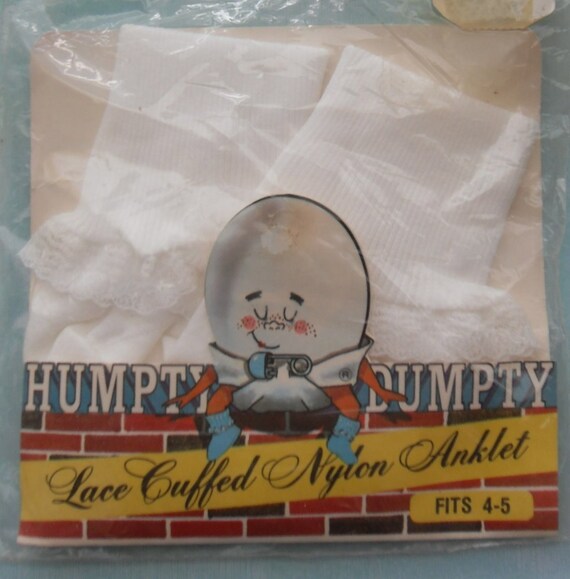 HUMPTY DUMPTY
®
Lace Cuffed Nylon Anklet
FITS 4-5